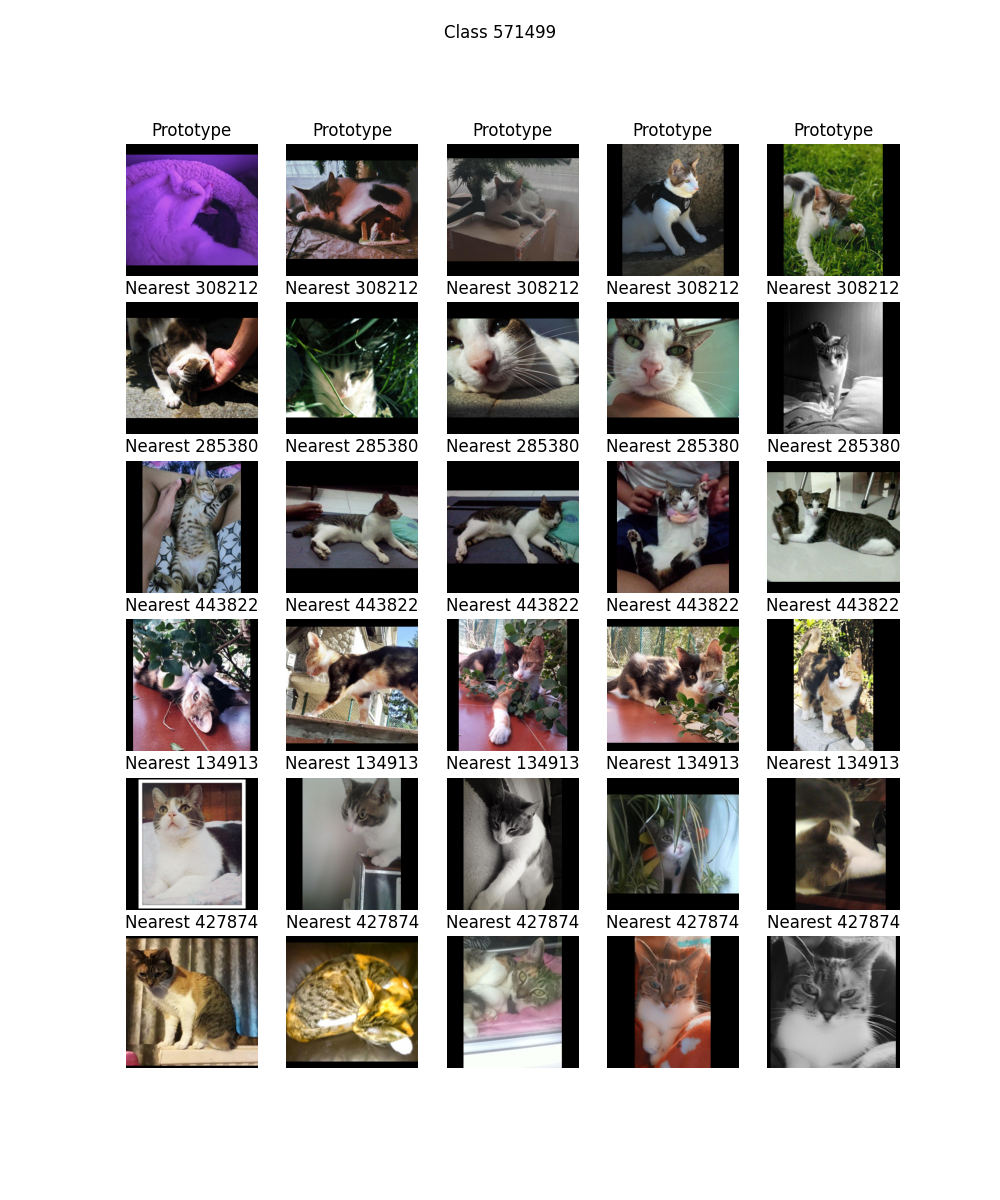 Class 571499
Prototype Prototype Prototype Prototype Prototype
Nearest 308212 Nearest 308212 Nearest 308212 Nearest 308212 Nearest 308212
Nearest 285380 Nearest 285380 Nearest 285380 Nearest 285380 Nearest 285380
Nearest 443822 Nearest 443822 Nearest 443822 Nearest 443822 Nearest 443822
Nearest 134913 Nearest 134913 Nearest 134913 Nearest 134913 Nearest 134913
Nearest 427874 Nearest 427874 Nearest 427874 Nearest 427874 Nearest 427874